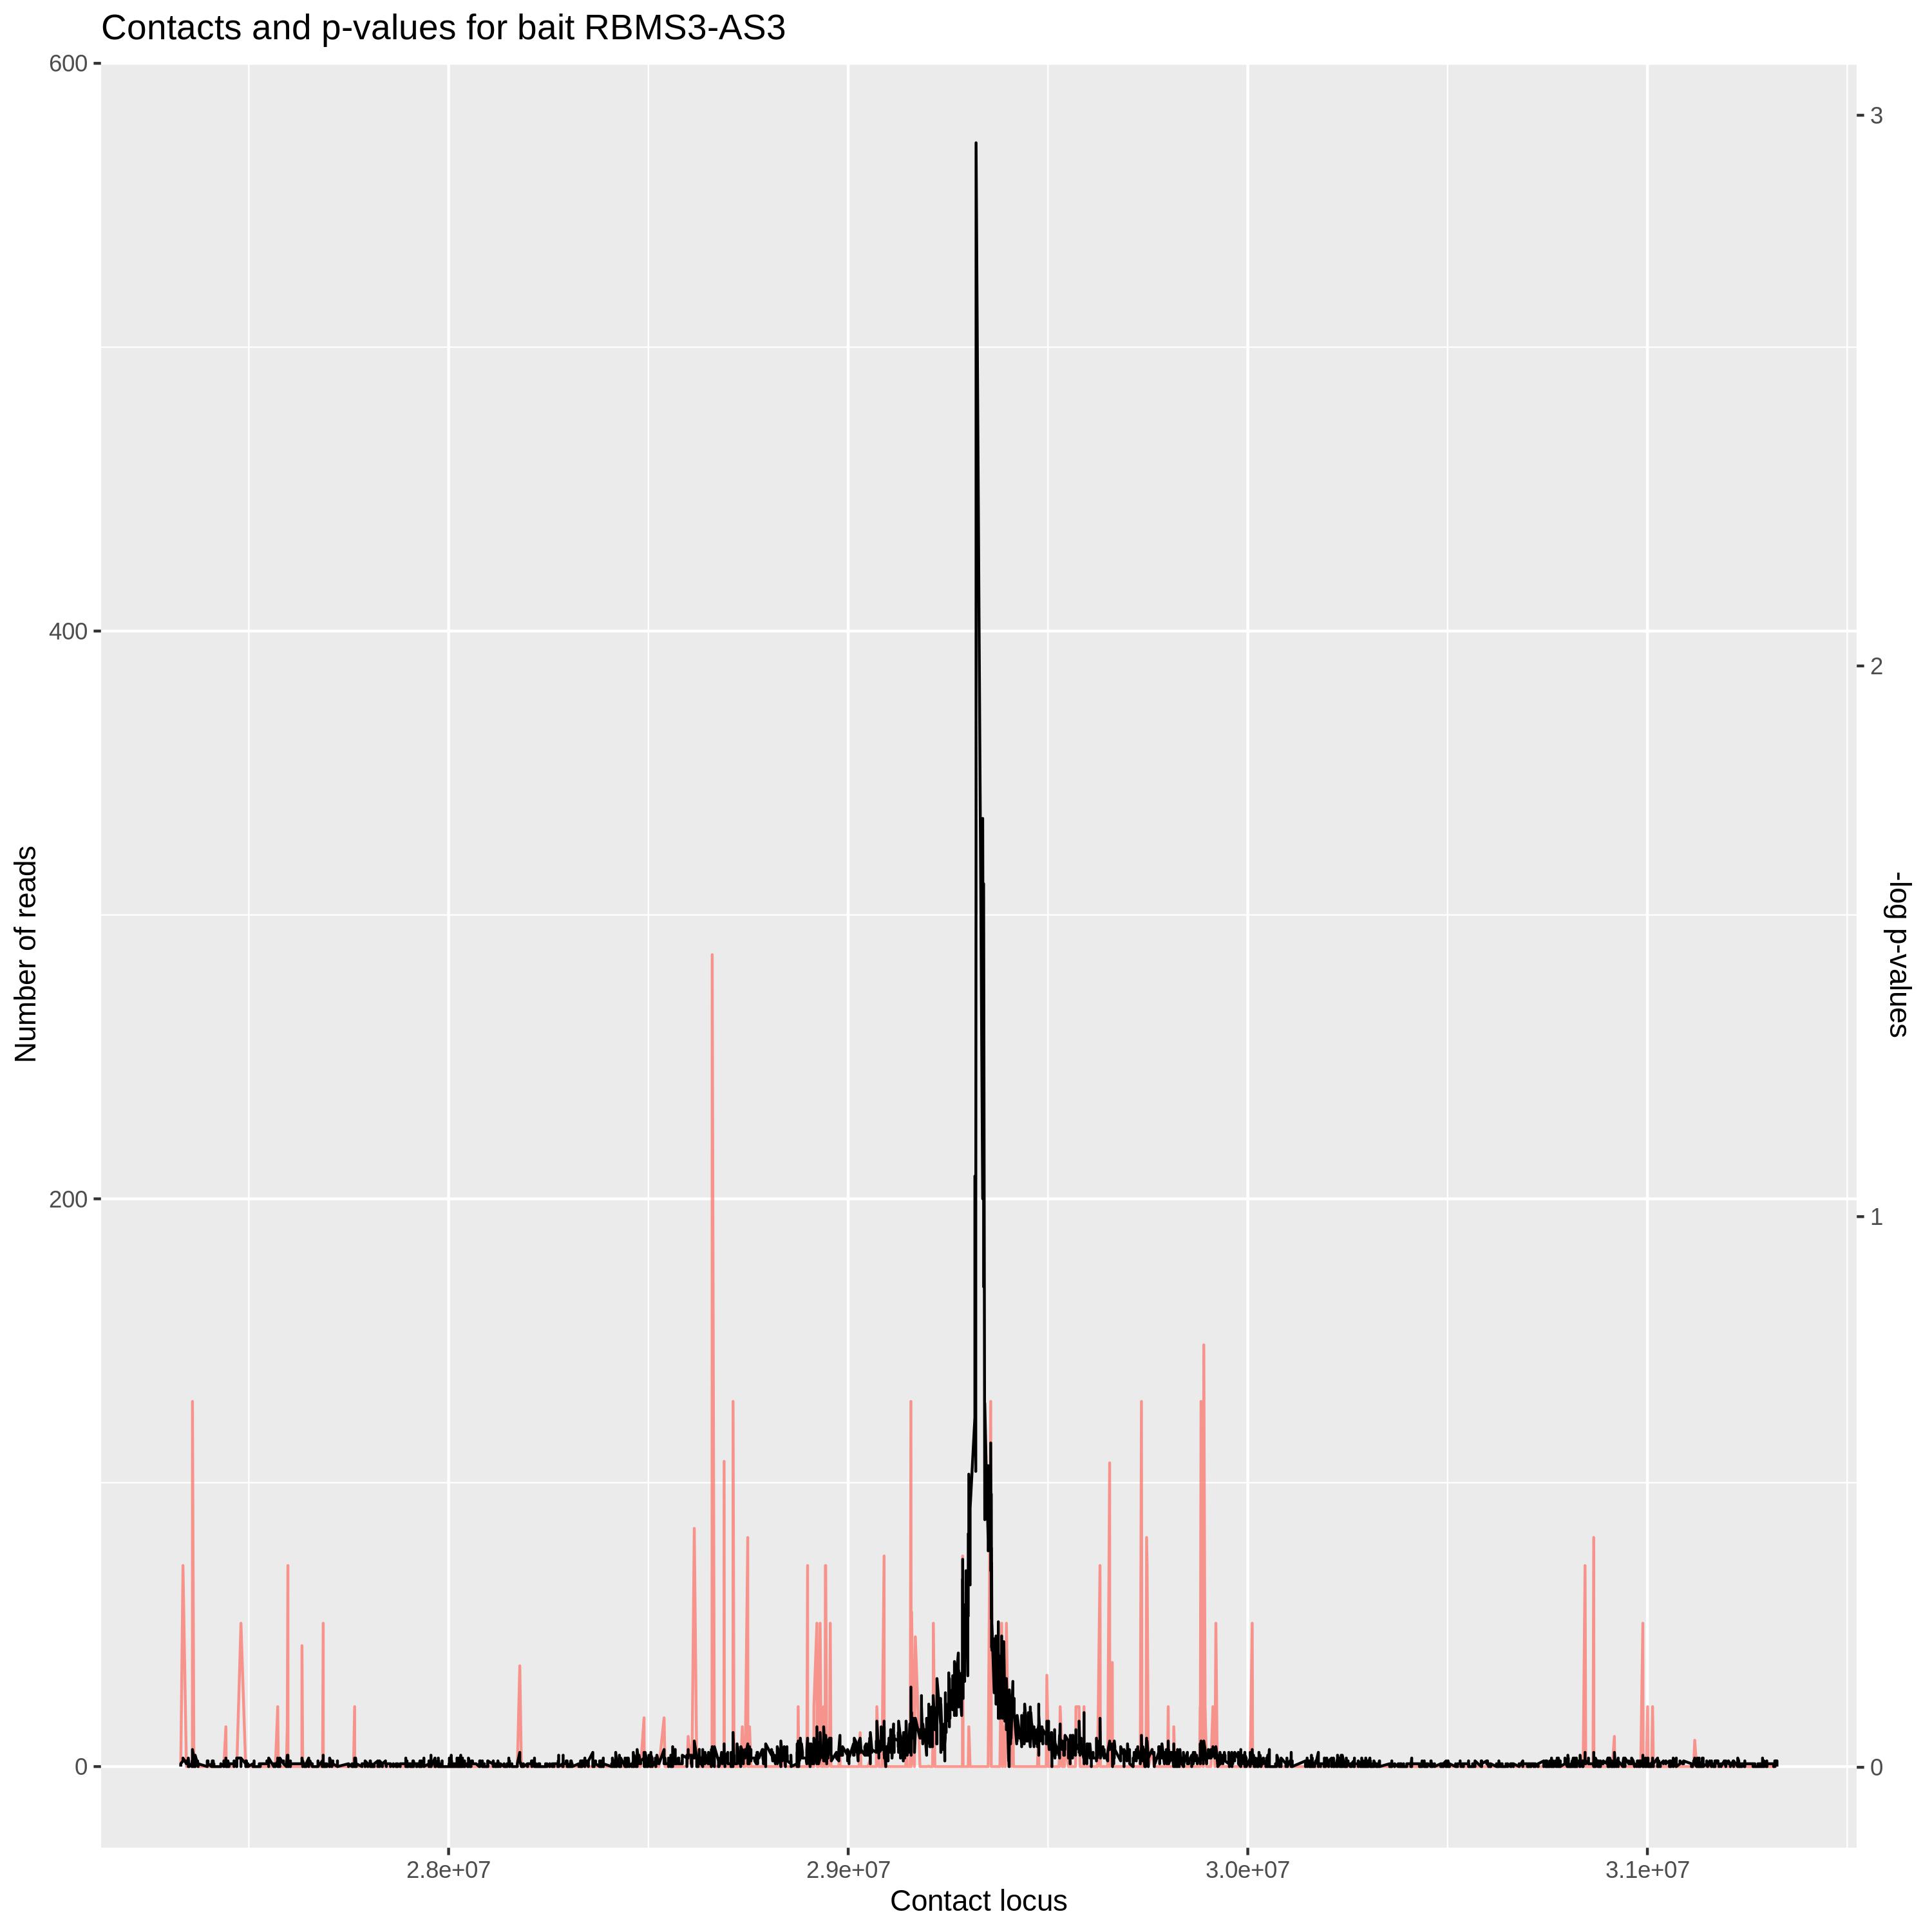 Contacts and p-values for bait RBMS3-AS3
600
400
200
0
Number of reads
3
2
1
0
-log p-values
2.8e+07
2.9e+07
3.0e+07
3.1e+07
Contact locus